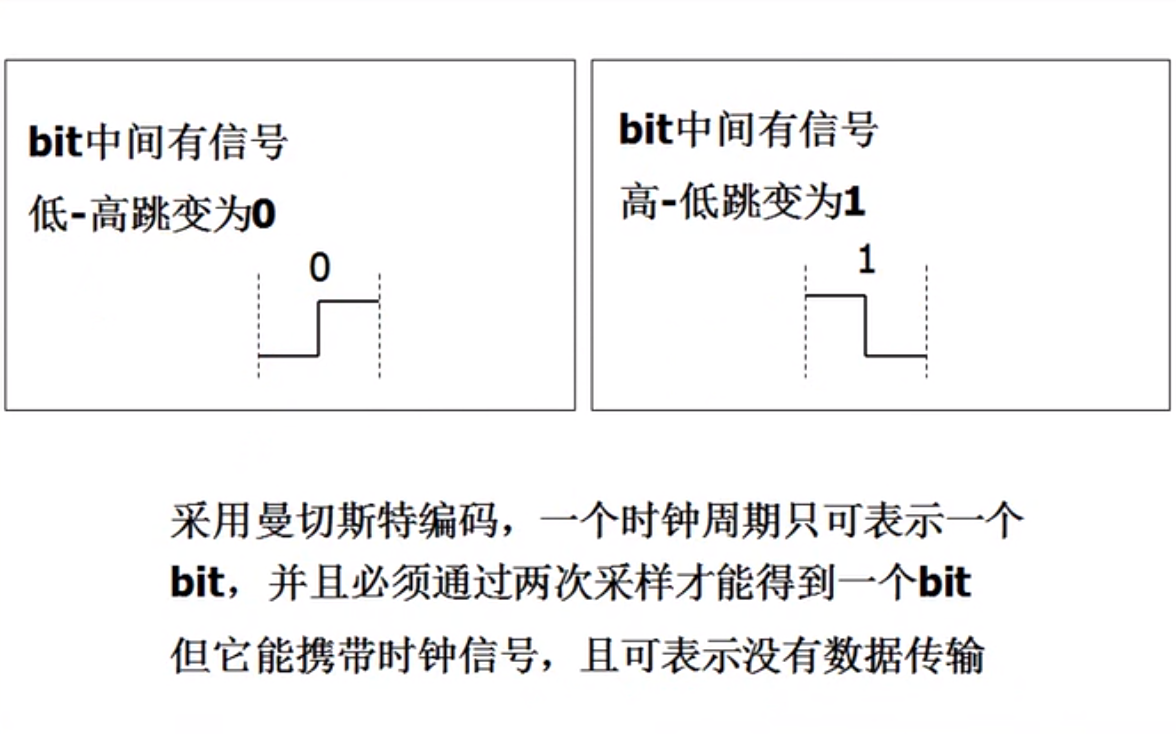 bit中间有信号
低-高跳变为0
0
bit中间有信号
高-低跳变为1
1
采用曼切斯特编码，一个时钟周期只可表示一个
bit，并且必须通过两次采样才能得到一个bit
但它能携带时钟信号，且可表示没有数据传输